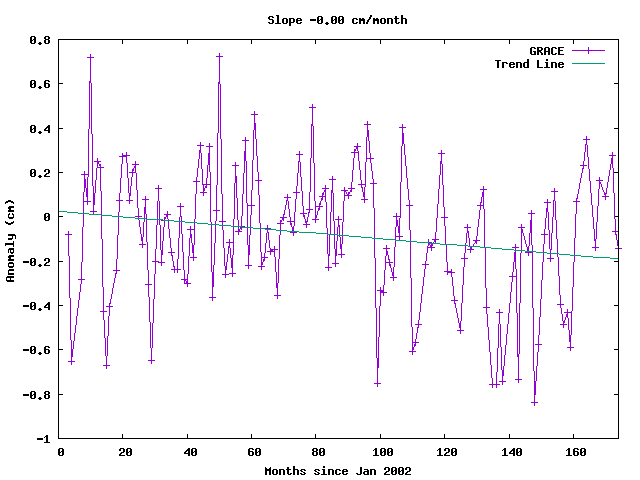 Slope -0.00 cm/month
GRACE
Trend Line
0.8
0.6
0.4
0.2
0
-0.2
-0.4
-0.6
-0.8
-1
Anomaly (cm)
0 20 40 60 80 100 120 140 160
Months since Jan 2002